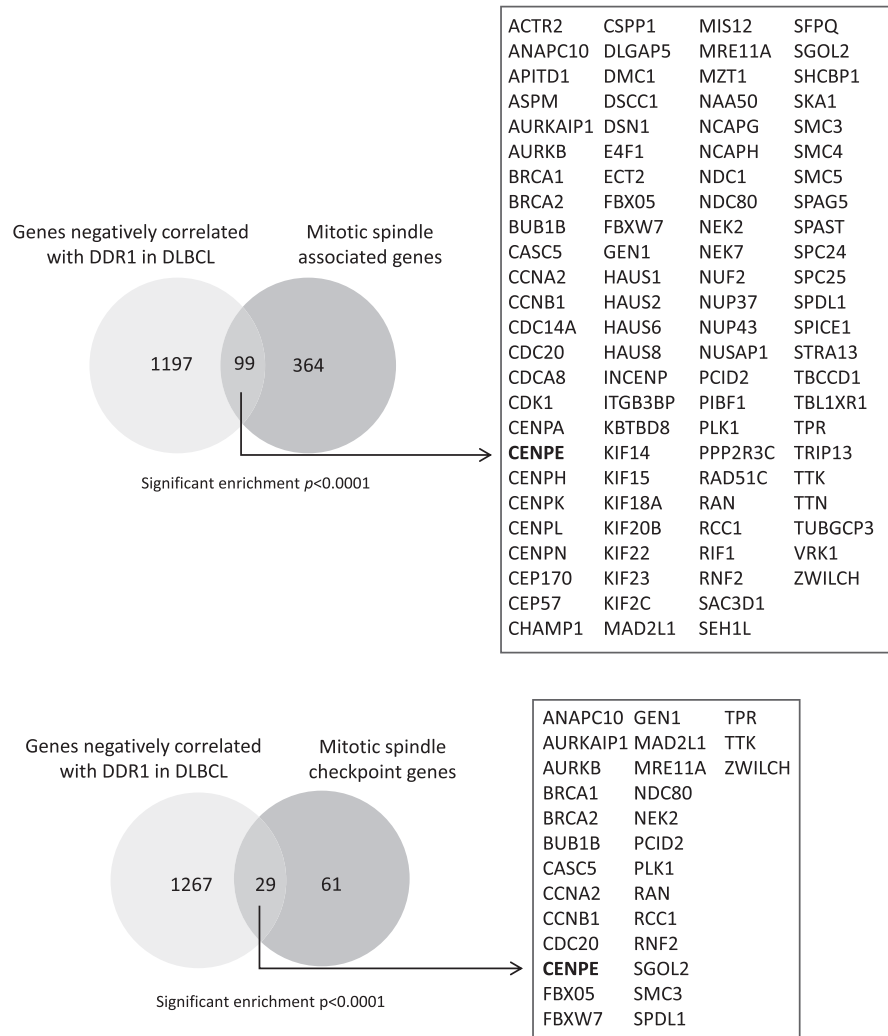 Genes negatively correlated
with DDR1 in DLBCL
Mitotic spindle
associated genes
1197
99
364
Significant enrichment p<0.0001
ACTR2 CSPP1 MIS12 SFPQ
ANAPC10 DLGAP5 MRE11A SGOL2
APITD1 DMC1 MZT1 SHCBP1
ASPM DSCC1 NAA50 SKA1
AURKAIP1 DSN1 NCAPG SMC3
AURKB E4F1 NCAPH SMC4
BRCA1 ECT2 NDC1 SMC5
BRCA2 FBX05 NDC80 SPAG5
BUB1B FBXW7 NEK2 SPAST
CASC5 GEN1 NEK7 SPC24
CCNA2 HAUS1 NUF2 SPC25
CCNB1 HAUS2 NUP37 SPDL1
CDC14A HAUS6 NUP43 SPICE1
CDC20 HAUS8 NUSAP1 STRA13
CDCA8 INCENP PCID2 TBCCD1
CDK1 ITGB3BP PIBF1 TBL1XR1
CENPA KBTBD8 PLK1 TPR
CENPE KIF14 PPP2R3C TRIP13
CENPH KIF15 RAD51C TTK
CENPK KIF18A RAN TTN
CENPL KIF20B RCC1 TUBGCP3
CENPN KIF22 RIF1 VRK1
CEP170 KIF23 RNF2 ZWILCH
CEP57 KIF2C SAC3D1
CHAMP1 MAD2L1 SEH1L
Genes negatively correlated
with DDR1 in DLBCL
Mitotic spindle
checkpoint genes
1267
29
61
Significant enrichment p<0.0001
ANAPC10 GEN1 TPR
AURKAIP1 MAD2L1 TTK
AURKB MRE11A ZWILCH
BRCA1 NDC80
BRCA2 NEK2
BUB1B PCID2
CASC5 PLK1
CCNA2 RAN
CCNB1 RCC1
CDC20 RNF2
CENPE SGOL2
FBX05 SMC3
FBXW7 SPDL1